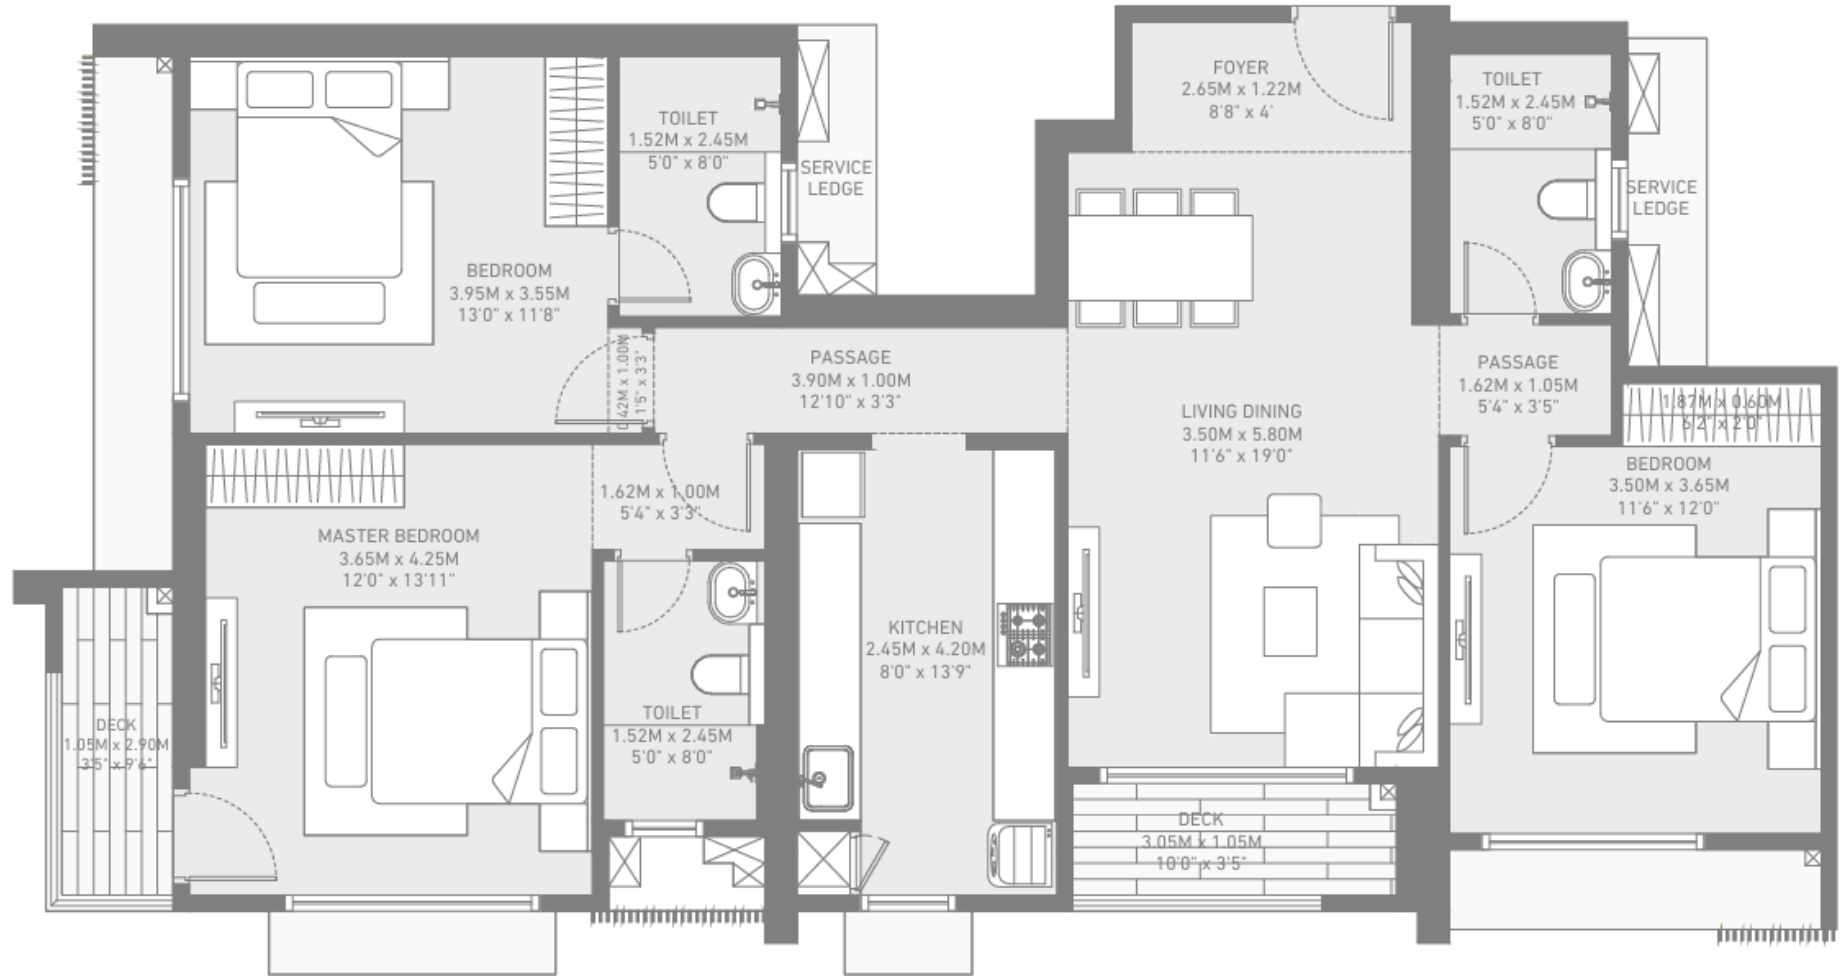 FOYER
2.65M x 1.22M
8'8" x 4'
TOILET
1.52M x 2.45M
5'0" x 8'0"
TOILET
1.52M x 2.45M
5'0" x 8'0"
SERVICE
LEDGE
SERVICE
LEDGE
BEDROOM
3.95M x 3.55M
13'0" x 11'8"
0.42M x 1.00M
1'5" x 3'3"
PASSAGE
3.90M x 1.00M
12'10" x 3'3"
PASSAGE
1.62M x 1.05M
5'4" x 3'5"
LIVING DINING
3.50M x 5.80M
11'6" x 19'0"
1.87M x 0.60M
6'2" x 2'0"
BEDROOM
3.50M x 3.65M
11'6" x 12'0"
1.62M x 1.00M
5'4" x 3'3"
MASTER BEDROOM
3.65M x 4.25M
12'0" x 13'11"
KITCHEN
2.45M x 4.20M
8'0" x 13'9"
DECK
1.05M x 2.90M
3'5" x 9'6"
TOILET
1.52M x 2.45M
5'0" x 8'0"
DECK
3.05M x 1.05M
10'0" x 3'5"